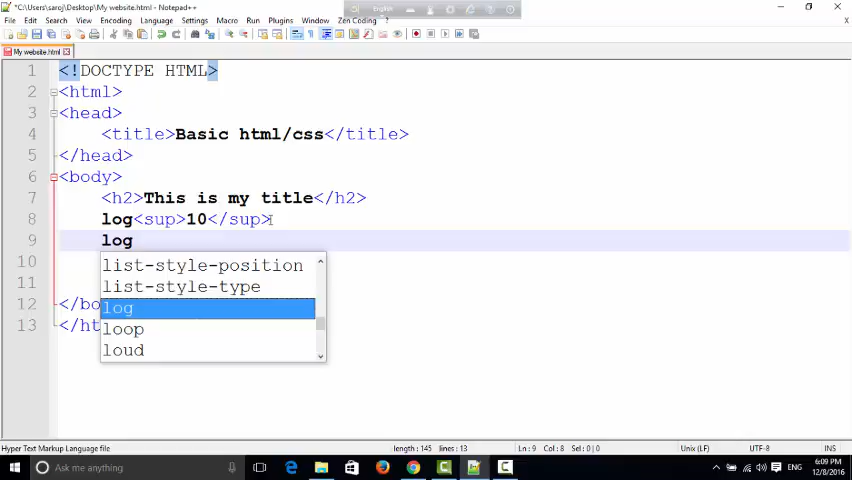 *C:\Users\saroj\Desktop\My website.html - Notepad++
English
File Edit Search View Encoding Language Settings Macro Run Plugins Window Zen Coding ?
X
My website.html
1 <!DOCTYPE HTML>
2 <html>
3 <head>
4 <title>Basic html/css</title>
5 </head>
6 <body>
7 <h2>This is my title</h2>
8 log<sup>10</sup>
9 log
10 list-style-position
11 list-style-type
log
12 </bo
loop
13 </ht
loud
Hyper Text Markup Language file length : 145 lines : 13 Ln : 9 Col : 8 Sel : 0 | 0 Unix (LF) UTF-8 INS
Ask me anything
ENG
6:09 PM
12/8/2016